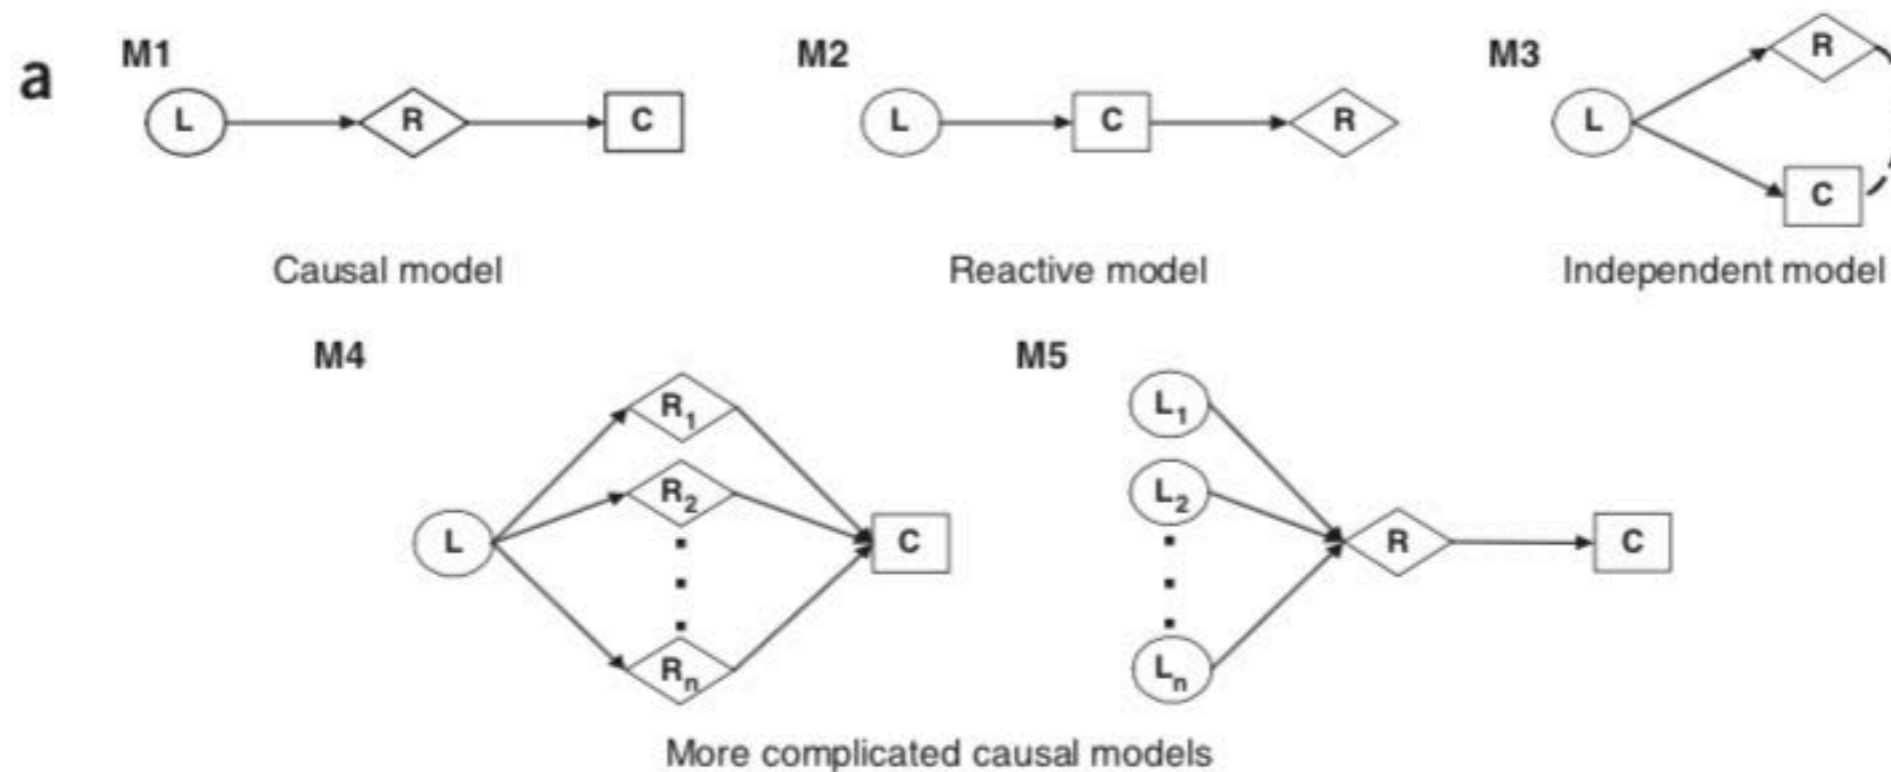 a
M1
L R C
Causal model
M2
L C R
Reactive model
M3
R
L
C
Independent model
M4
R1
R2
L C
Rn
M5
L1
L2
R C
Ln
More complicated causal models